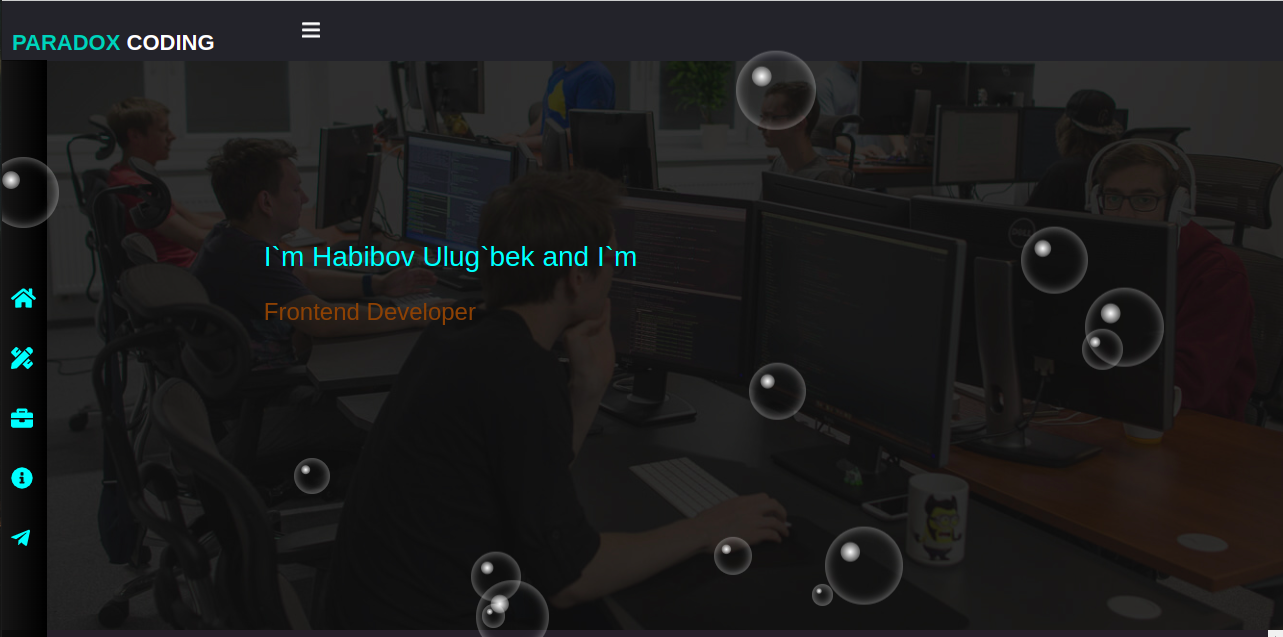 PARADOX CODING
I`m Habibov Ulug`bek and I`m
Frontend Developer